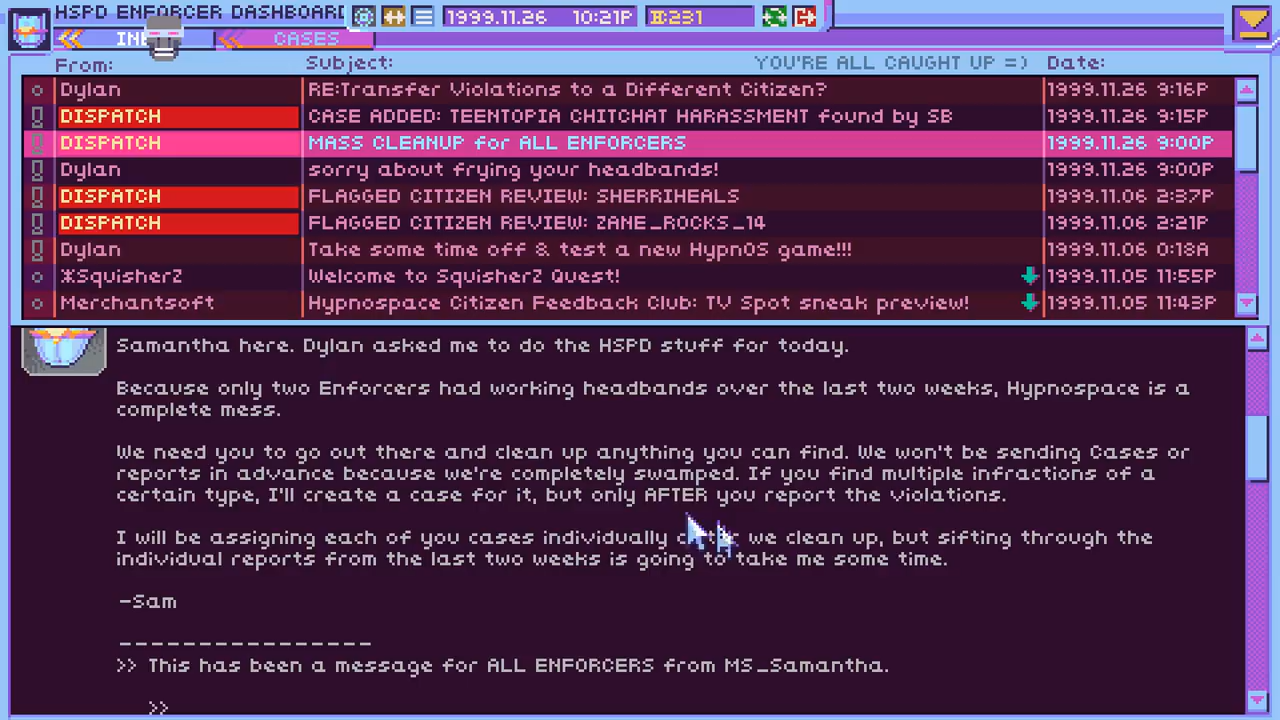 HSPD ENFORCER DASHBOARD
1999.11.26 10:21P
231
CASES
From:
Subject:
YOU'RE ALL CAUGHT UP =)
Date:
Dylan RE:Transfer Violations to a Different Citizen? 1999.11.26 9:16P
DISPATCH CASE ADDED: TEENTOPIA CHITCHAT HARASSMENT found by SB 1999.11.26 9:15P
DISPATCH MASS CLEANUP for ALL ENFORCERS 1999.11.26 9:00P
Dylan sorry about frying your headbands! 1999.11.26 9:00P
DISPATCH FLAGGED CITIZEN REVIEW: SHERRIHEALS 1999.11.06 2:37P
DISPATCH FLAGGED CITIZEN REVIEW: ZANE_ROCKS_14 1999.11.06 2:21P
Dylan Take some time off & test a new HypnOS game!!! 1999.11.06 0:18A
SquisherZ Welcome to SquisherZ Quest! 1999.11.05 11:55P
Merchantsoft Hypnospace Citizen Feedback Club: TV Spot sneak preview! 1999.11.05 11:43P
Samantha here. Dylan asked me to do the HSPD stuff for today.
Because only two Enforcers had working headbands over the last two weeks, Hypnospace is a
complete mess.
We need you to go out there and clean up anything you can find. We won't be sending Cases or
reports in advance because we're completely swamped. If you find multiple infractions of a
certain type, I'll create a case for it, but only AFTER you report the violations.
I will be assigning each of you cases individually we clean up, but sifting through the
individual reports from the last two weeks is going to take me some time.
-Sam
----------------
>> This has been a message for ALL ENFORCERS from MS_Samantha.
>>